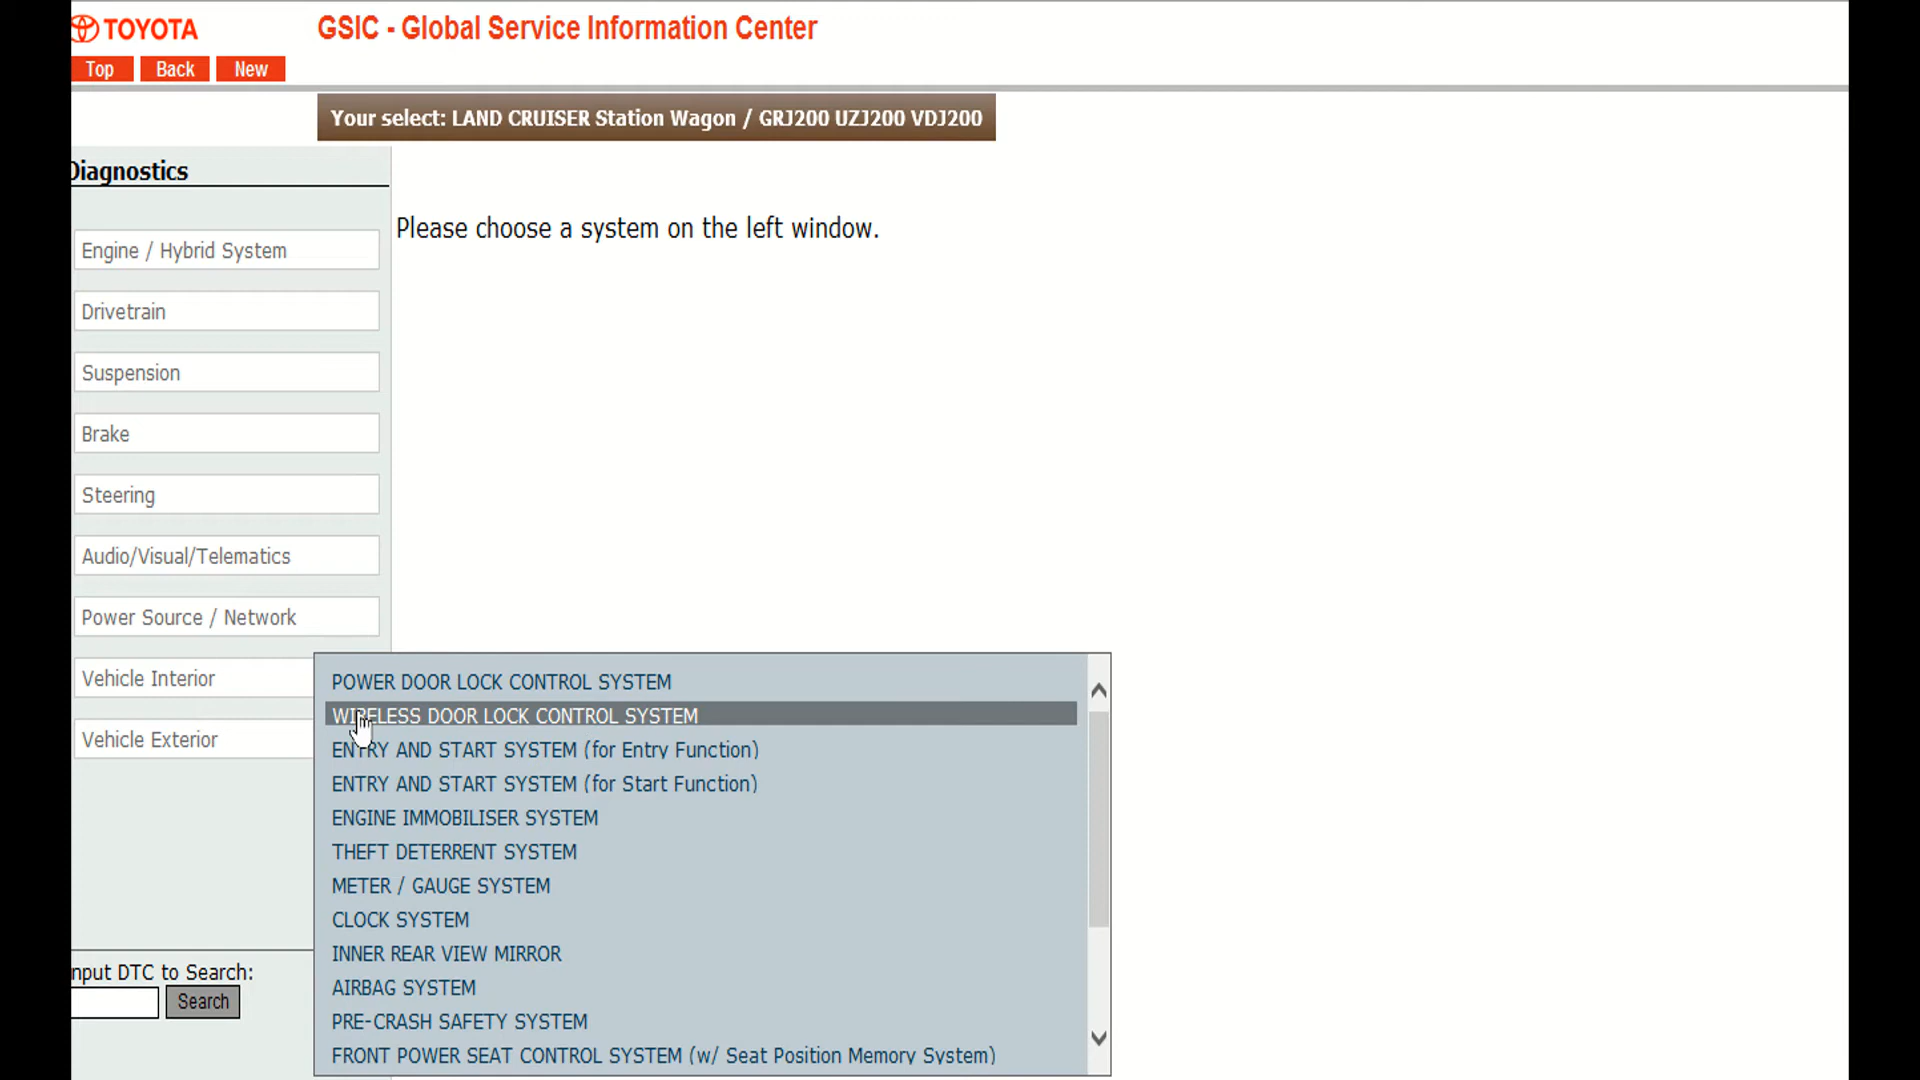 TOYOTA
GSIC - Global Service Information Center
Top
Back
New
Your select: LAND CRUISER Station Wagon / GRJ200 UZJ200 VDJ200
Diagnostics
Please choose a system on the left window.
Engine / Hybrid System
Drivetrain
Suspension
Brake
Steering
Audio/Visual/Telematics
Power Source / Network
Vehicle Interior
Vehicle Exterior
POWER DOOR LOCK CONTROL SYSTEM
WIRELESS DOOR LOCK CONTROL SYSTEM
ENTRY AND START SYSTEM (for Entry Function)
ENTRY AND START SYSTEM (for Start Function)
ENGINE IMMOBILISER SYSTEM
THEFT DETERRENT SYSTEM
METER / GAUGE SYSTEM
CLOCK SYSTEM
INNER REAR VIEW MIRROR
AIRBAG SYSTEM
PRE-CRASH SAFETY SYSTEM
FRONT POWER SEAT CONTROL SYSTEM (w/ Seat Position Memory System)
nput DTC to Search:
Search